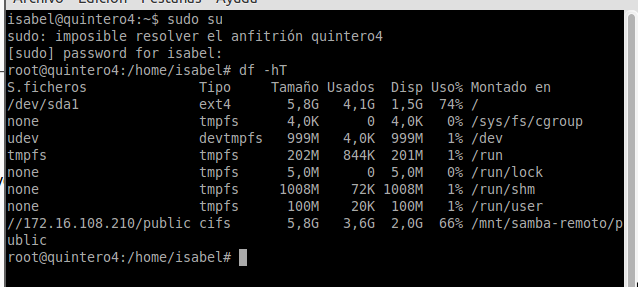 Archivo Edición Pestañas Ayuda
isabel@quintero4:~$ sudo su
sudo: imposible resolver el anfitrión quintero4
[sudo] password for isabel:
root@quintero4:/home/isabel# df -hT
S.ficheros Tipo Tamaño Usados Disp Uso% Montado en
/dev/sda1 ext4 5,8G 4,1G 1,5G 74% /
none tmpfs 4,0K 0 4,0K 0% /sys/fs/cgroup
udev devtmpfs 999M 4,0K 999M 1% /dev
tmpfs tmpfs 202M 844K 201M 1% /run
none tmpfs 5,0M 0 5,0M 0% /run/lock
none tmpfs 1008M 72K 1008M 1% /run/shm
none tmpfs 100M 20K 100M 1% /run/user
//172.16.108.210/public cifs 5,8G 3,6G 2,0G 66% /mnt/samba-remoto/p
ublic
root@quintero4:/home/isabel#